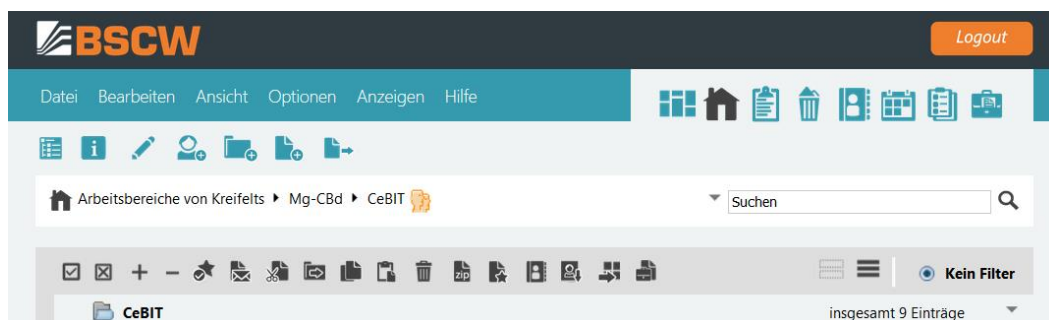 BSCW
Logout
Datei Bearbeiten Ansicht Optionen Anzeigen Hilfe
Arbeitsbereiche von Kreifelts Mg-CBd CeBIT
Suchen
zip
Kein Filter
CeBIT
insgesamt 9 Einträge